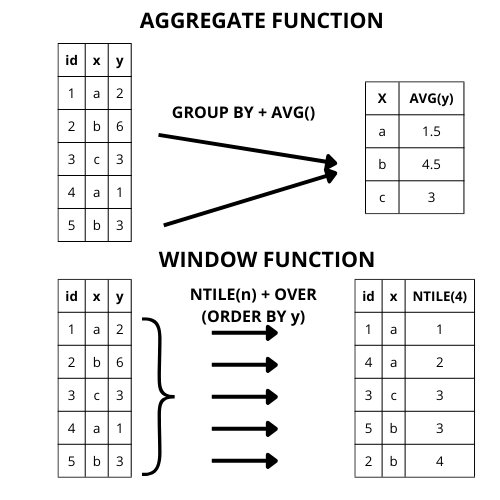 AGGREGATE FUNCTION
id x y
1 a 2
2 b 6
3 c 3
4 a 1
5 b 3
GROUP BY + AVG()
X AVG(y)
a 1.5
b 4.5
c 3
WINDOW FUNCTION
id x y
1 a 2
2 b 6
3 c 3
4 a 1
5 b 3
NTILE(n) + OVER
(ORDER BY y)
id x NTILE(4)
1 a 1
4 a 2
3 c 3
5 b 3
2 b 4